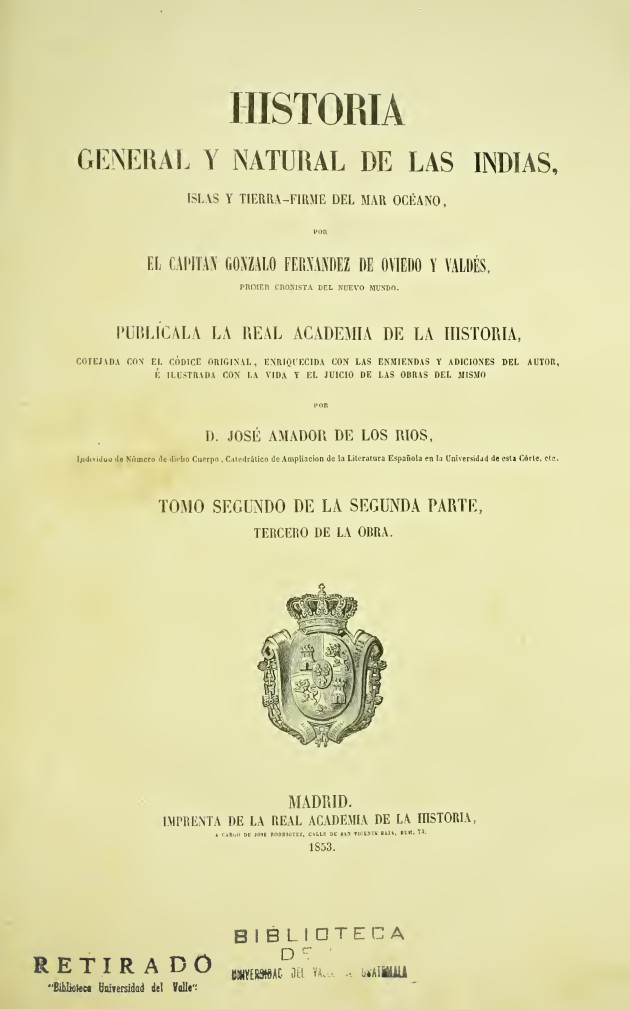 HISTORIA
GENERAL Y NATURAL DE LAS INDIAS,
ISLAS Y TIERRA-FIRME DEL MAR OCÉANO,
POR
EL CAPITAN GONZALO FERNANDEZ DE OVIEDO Y VALDÉS,
PRIMER CRONISTA DEL NUEVO MUNDO.
PUBLÍCALA LA REAL ACADEMIA DE LA HISTORIA,
COTEJADA CON EL CÓDICE ORIGINAL, ENRIQUECIDA CON LAS ENMIENDAS Y ADICIONES DEL AUTOR,
É ILUSTRADA CON LA VIDA Y EL JUICIO DE LAS OBRAS DEL MISMO
POR
D. JOSÉ AMADOR DE LOS RIOS,
Individuo de Número de dicho Cuerpo, Catedrático de Ampliacion de la Literatura Española en la Universidad de esta Córte, etc.
TOMO SEGUNDO DE LA SEGUNDA PARTE,
TERCERO DE LA OBRA.
MADRID.
IMPRENTA DE LA REAL ACADEMIA DE LA HISTORIA,
A CARGO DE JOSE RODRIGUEZ, CALLE DE SAN VICENTE BAJA, NUM. 74.
1853.
BIBLIOTECA
RETIRADO
"Biblioteca Universidad del Valle":
UNIVERSIDAD DEL GUATEMALA